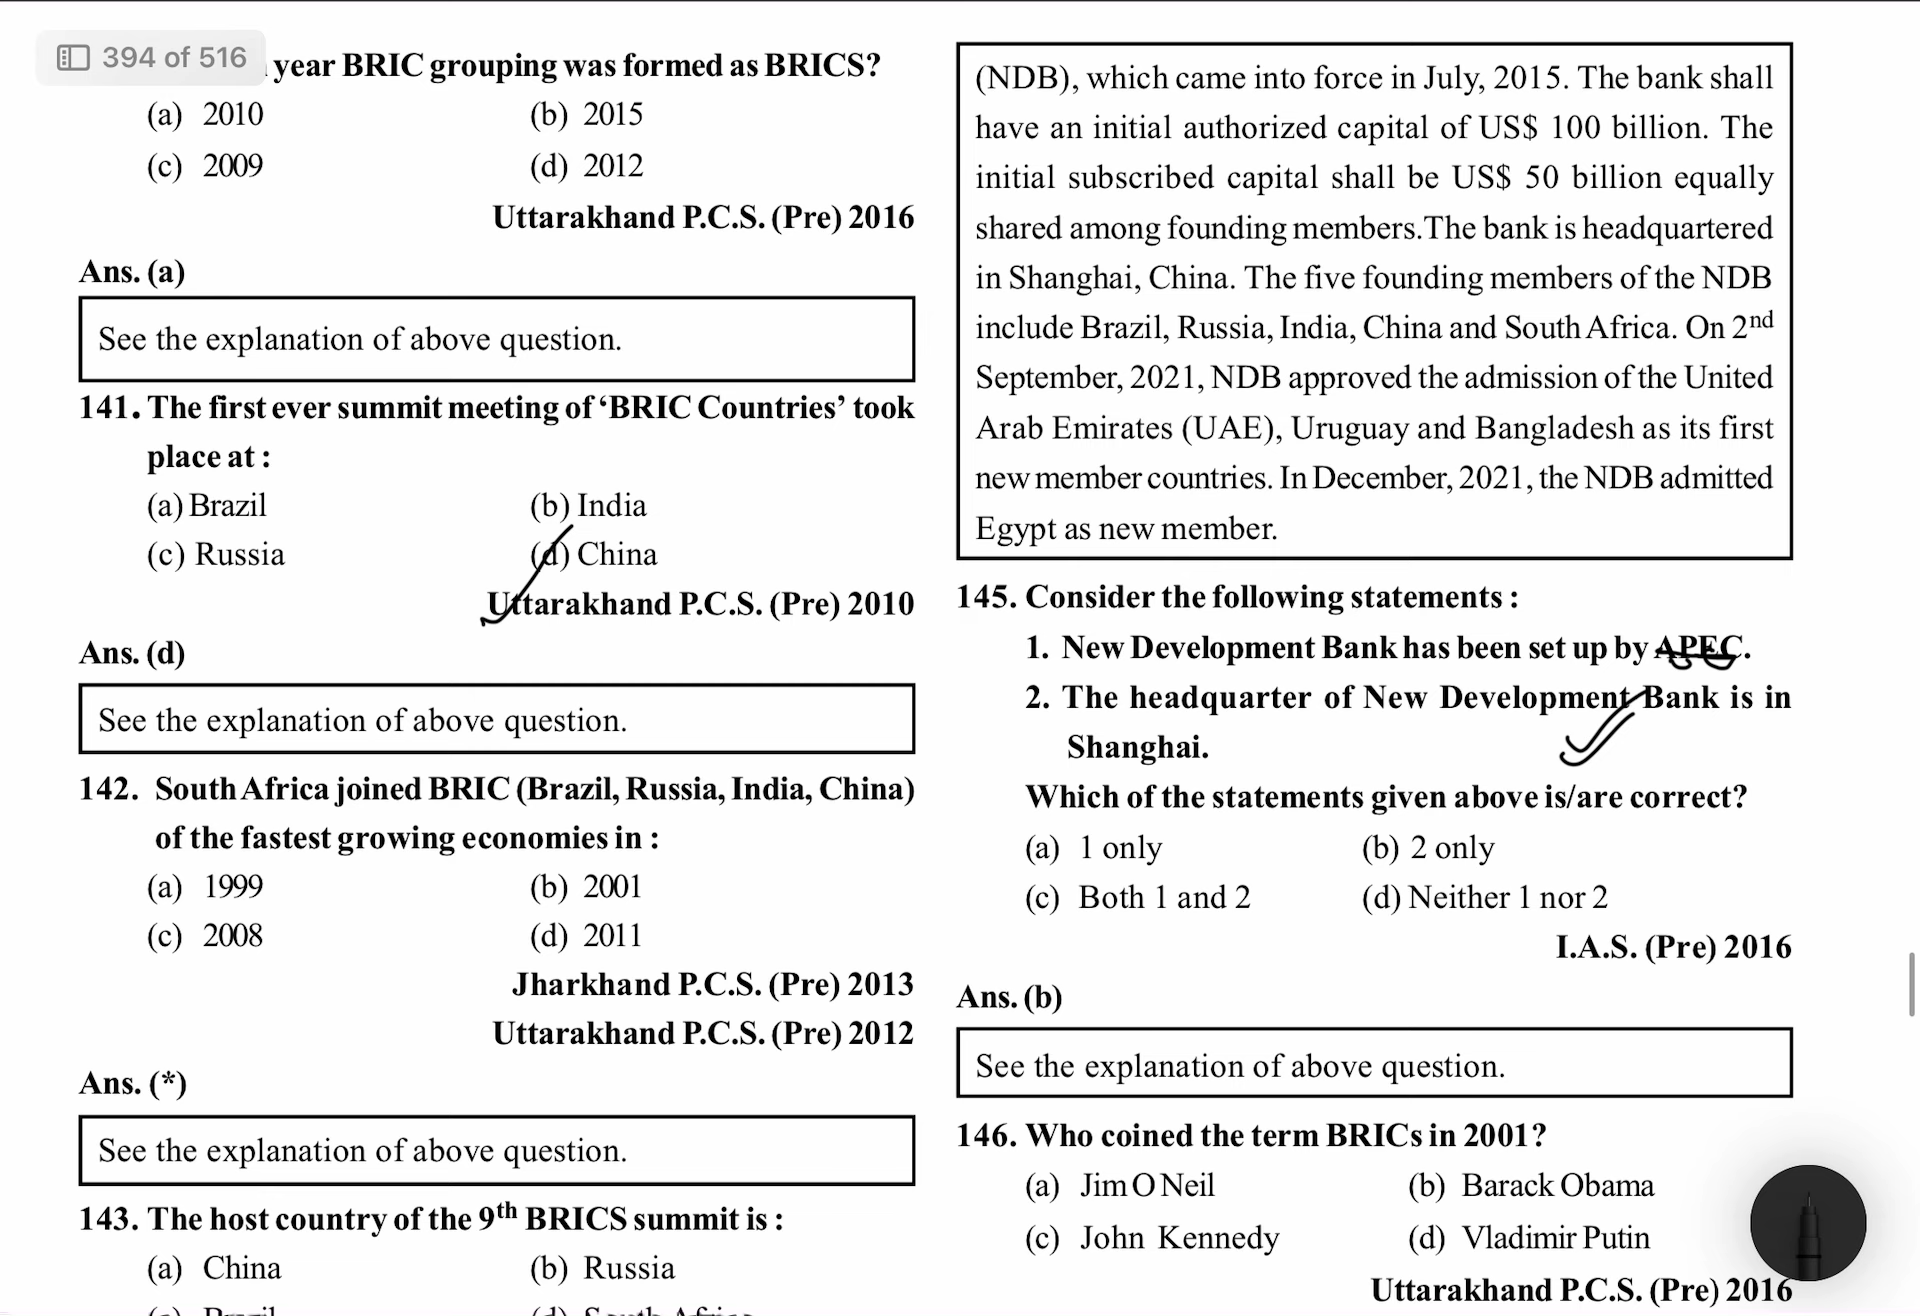 394 of 516
year BRIC grouping was formed as BRICS?
(a) 2010 (b) 2015
(c) 2009 (d) 2012
Uttarakhand P.C.S. (Pre) 2016
Ans. (a)
See the explanation of above question.
141. The first ever summit meeting of ‘BRIC Countries’ took
place at :
(a) Brazil (b) India
(c) Russia (d) China
Uttarakhand P.C.S. (Pre) 2010
Ans. (d)
See the explanation of above question.
142. South Africa joined BRIC (Brazil, Russia, India, China)
of the fastest growing economies in :
(a) 1999 (b) 2001
(c) 2008 (d) 2011
Jharkhand P.C.S. (Pre) 2013
Uttarakhand P.C.S. (Pre) 2012
Ans. (*)
See the explanation of above question.
143. The host country of the 9th BRICS summit is :
(a) China (b) Russia
(c) Brazil (d) South Africa
(NDB), which came into force in July, 2015. The bank shall
have an initial authorized capital of US$ 100 billion. The
initial subscribed capital shall be US$ 50 billion equally
shared among founding members.The bank is headquartered
in Shanghai, China. The five founding members of the NDB
include Brazil, Russia, India, China and South Africa. On 2nd
September, 2021, NDB approved the admission of the United
Arab Emirates (UAE), Uruguay and Bangladesh as its first
new member countries. In December, 2021, the NDB admitted
Egypt as new member.
145. Consider the following statements :
1. New Development Bank has been set up by APEC.
2. The headquarter of New Development Bank is in
Shanghai.
Which of the statements given above is/are correct?
(a) 1 only (b) 2 only
(c) Both 1 and 2 (d) Neither 1 nor 2
I.A.S. (Pre) 2016
Ans. (b)
See the explanation of above question.
146. Who coined the term BRICs in 2001?
(a) Jim O Neil (b) Barack Obama
(c) John Kennedy (d) Vladimir Putin
Uttarakhand P.C.S. (Pre) 2016